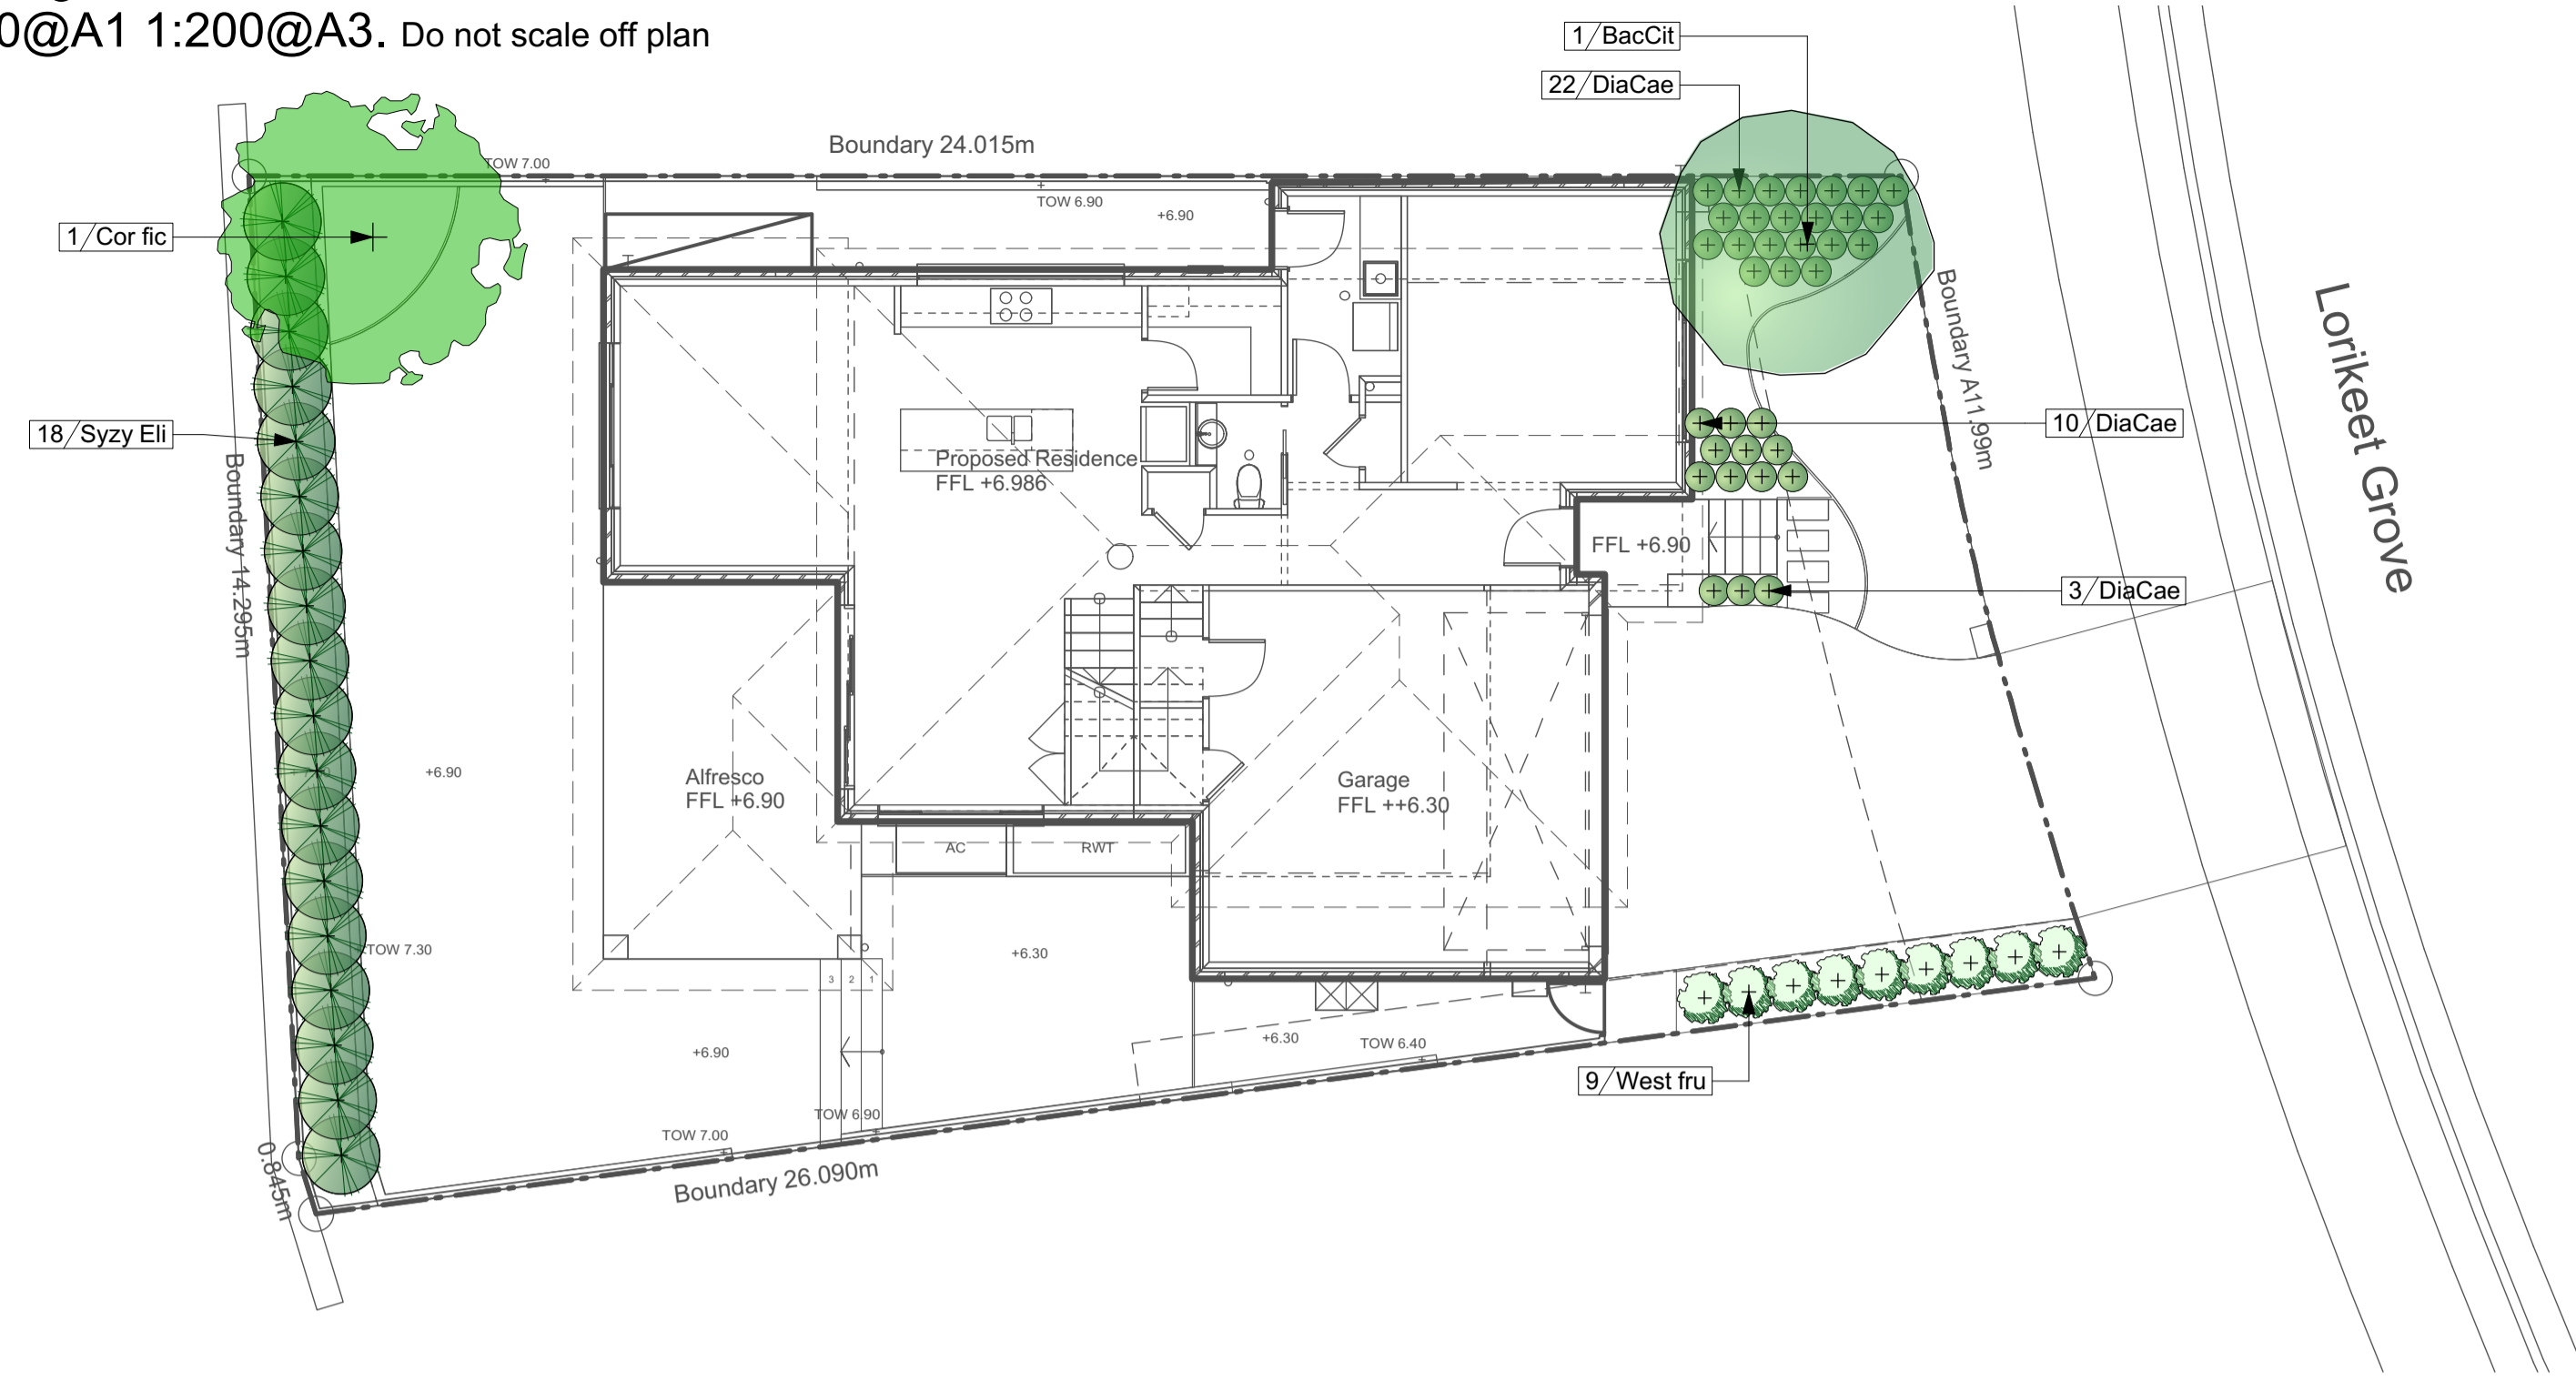 0@A1 1:200@A3. Do not scale off plan
1/BacCit
22/DiaCae
Boundary 24.015m
TOW 7.00
TOW 6.90
+6.90
1/Cor fic
Boundary A11.99m
Lorikeet Grove
18/Syzy Eli
10/DiaCae
Boundary 14.295m
Proposed Residence
FFL +6.986
FFL +6.90
3/DiaCae
+6.90
Alfresco
FFL +6.90
Garage
FFL ++6.30
AC
RWT
TOW 7.30
+6.30
3 2 1
+6.90
+6.30
TOW 6.40
9/West fru
TOW 6.90
TOW 7.00
Boundary 26.090m
0.845m